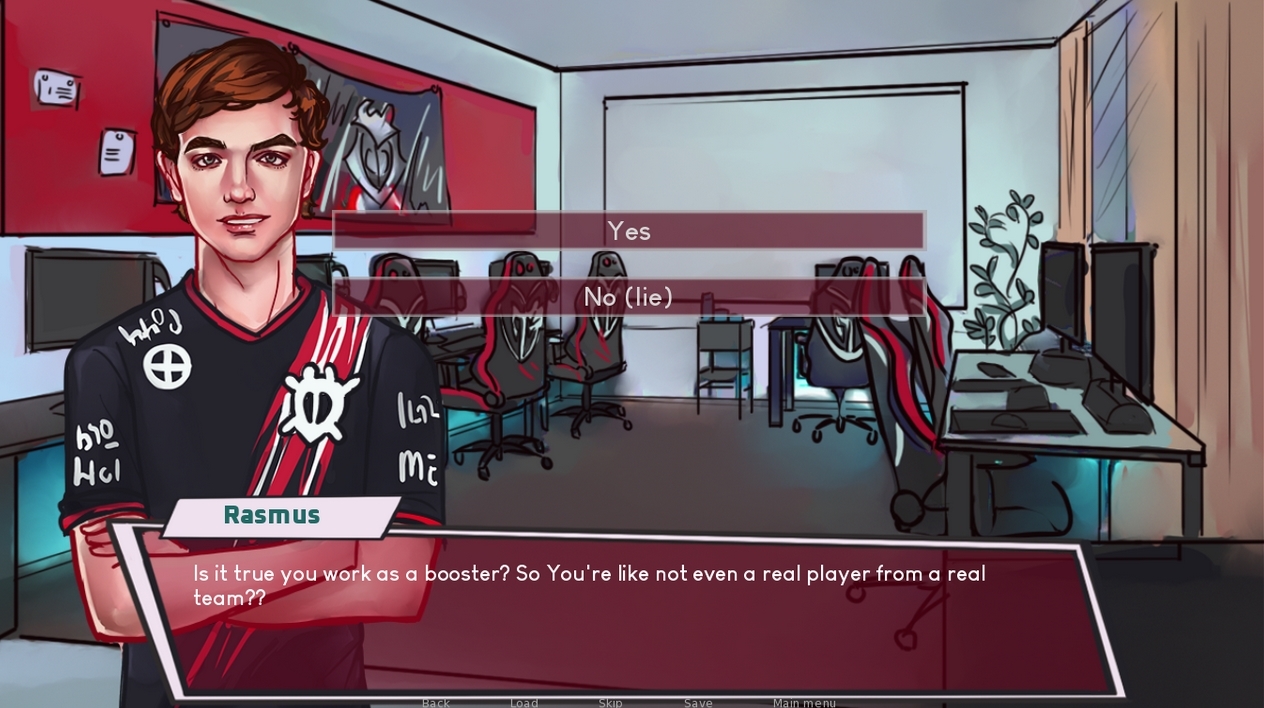 Yes
No (lie)
Rasmus
Is it true you work as a booster? So You're like not even a real player from a real
team??
Back Load Skip Save Main menu